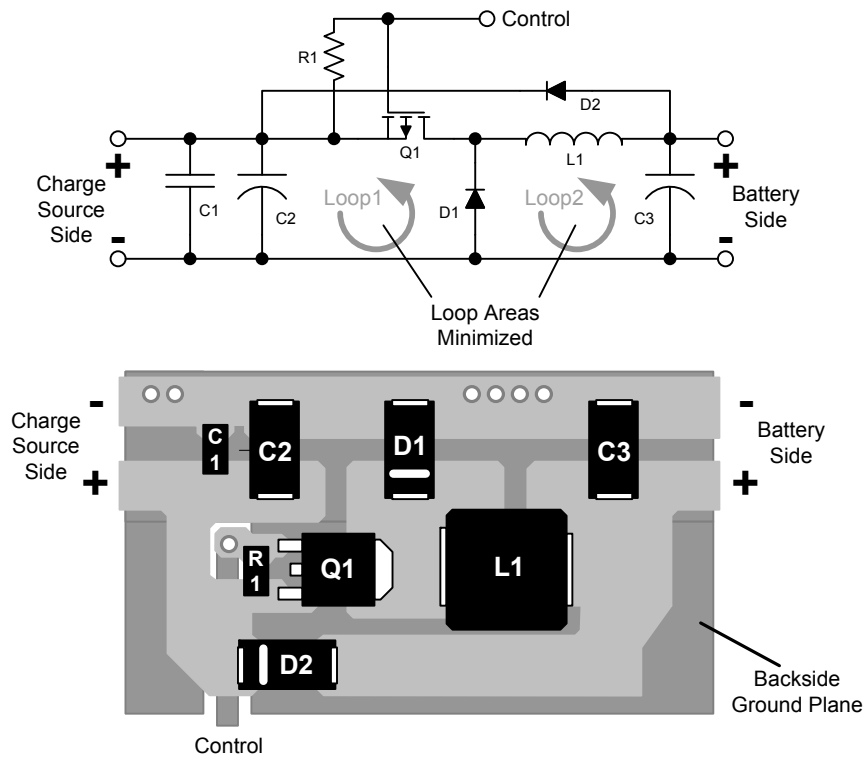 Control
R1
D2
Q1
L1
+
+
Charge
Source
Side
C1
C2
Loop1
D1
Loop2
C3
Battery
Side
-
-
Loop Areas
Minimized
-
-
Charge
Source
Side
C
1
C2
D1
C3
Battery
Side
+
+
R
1
Q1
L1
D2
Backside
Ground Plane
Control